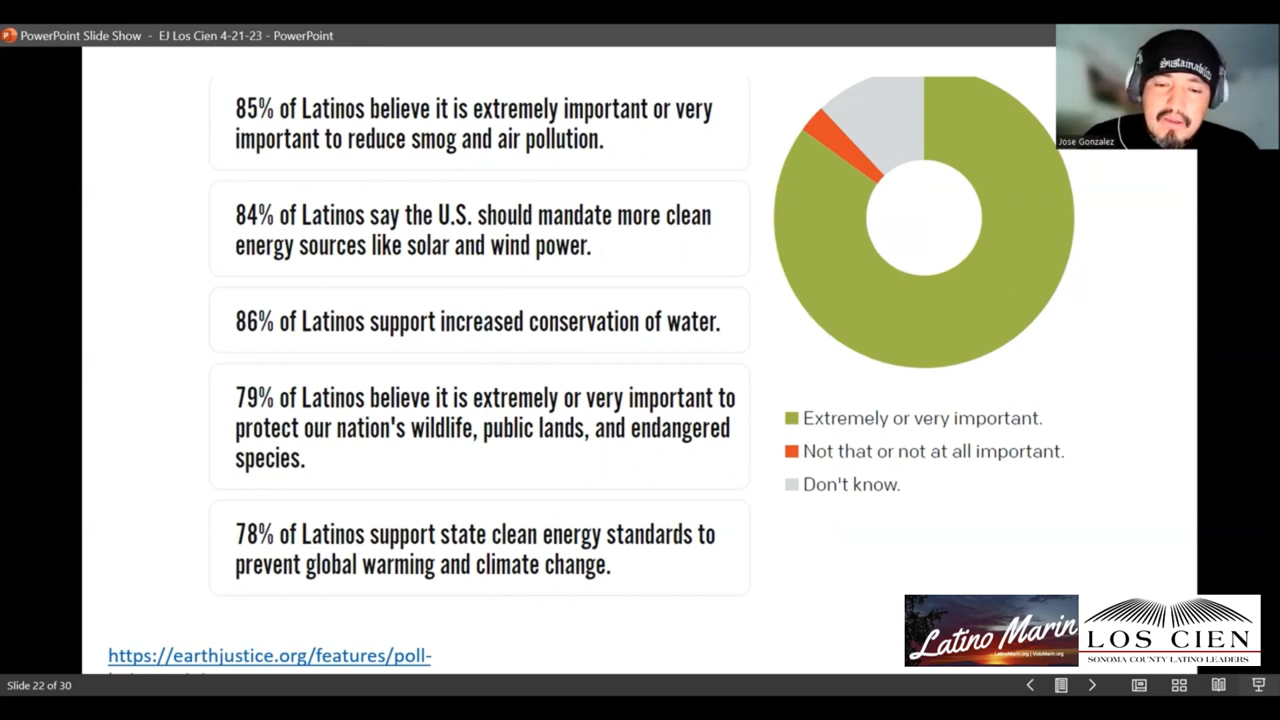 PowerPoint Slide Show - EJ Los Cien 4-21-23 - PowerPoint
85% of Latinos believe it is extremely important or very
important to reduce smog and air pollution.
84% of Latinos say the U.S. should mandate more clean
energy sources like solar and wind power.
86% of Latinos support increased conservation of water.
79% of Latinos believe it is extremely or very important to
protect our nation's wildlife, public lands, and endangered
species.
78% of Latinos support state clean energy standards to
prevent global warming and climate change.
Extremely or very important.
Not that or not at all important.
Don't know.
Jose Gonzalez
https://earthjustice.org/features/poll-
Latino Marin
LatinoMarin.org | VotoMarin.org
LOS CIEN
SONOMA COUNTY LATINO LEADERS
Slide 22 of 30